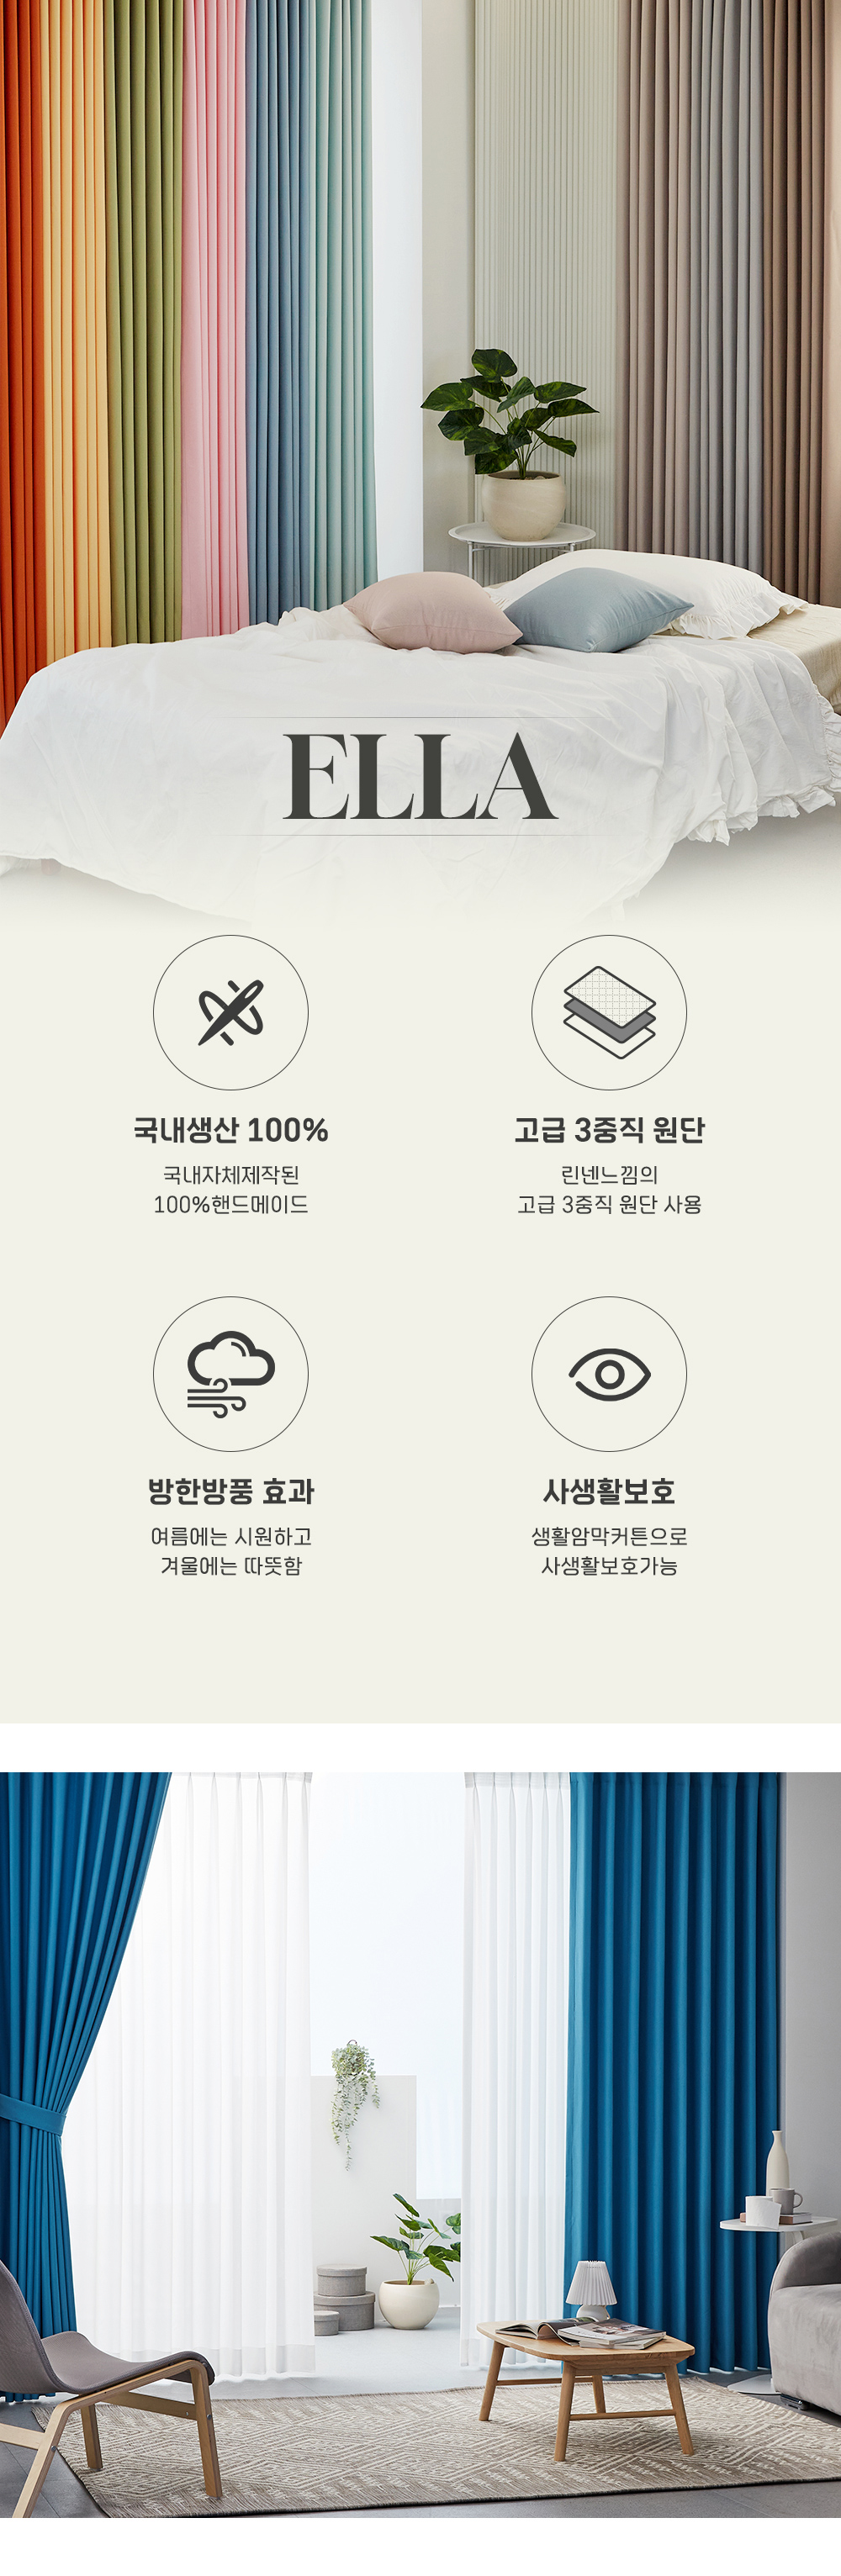 ELLA
국내생산 100%
국내자체제작된
100%핸드메이드
고급 3중직 원단
린넨느낌의
고급 3중직 원단 사용
방한방풍 효과
여름에는 시원하고
겨울에는 따뜻함
사생활보호
생활암막커튼으로
사생활보호가능